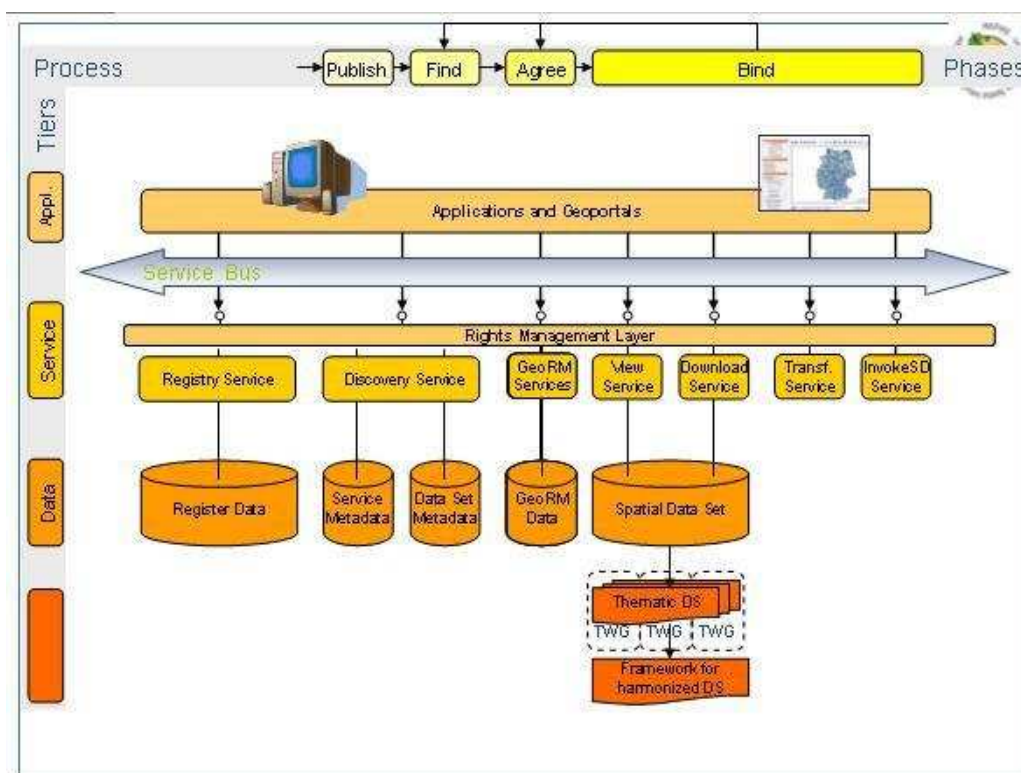 Process
Publish
Find
Agree
Bind
Phases
Tiers
Appl.
Applications and Geoportals
Service Bus
Service
Rights Management Layer
Registry Service
Discovery Service
GeoRM
Services
View
Service
Download
Service
Transf.
Service
InvokeSD
Service
Data
Register Data
Service
Metadata
Data Set
Metadata
GeoRM
Data
Spatial Data Set
Thematic DS
TWG
TWG
TWG
Framework for
harmonized DS